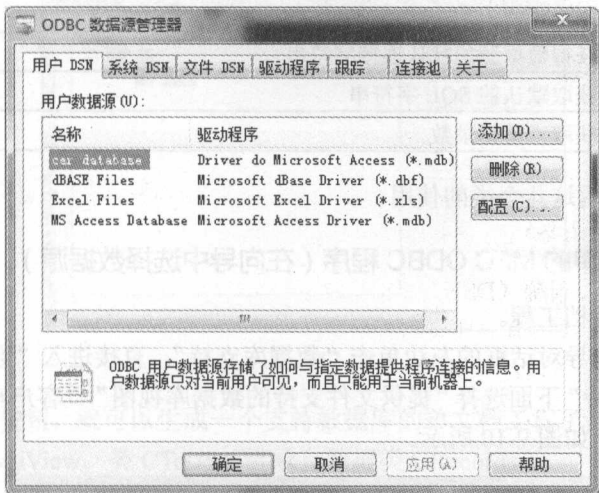 ODBC 数据源管理器
用户 DSN 系统 DSN 文件 DSN 驱动程序 跟踪 连接池 关于
用户数据源(U):
名称 驱动程序
car database Driver do Microsoft Access (*.mdb)
dBASE Files Microsoft dBase Driver (*.dbf)
Excel Files Microsoft Excel Driver (*.xls)
MS Access Database Microsoft Access Driver (*.mdb)
添加(D)...
删除(R)
配置(C)...
ODBC 用户数据源存储了如何与指定数据提供程序连接的信息。用
户数据源只对当前用户可见，而且只能用于当前机器上。
确定 取消 应用(A) 帮助